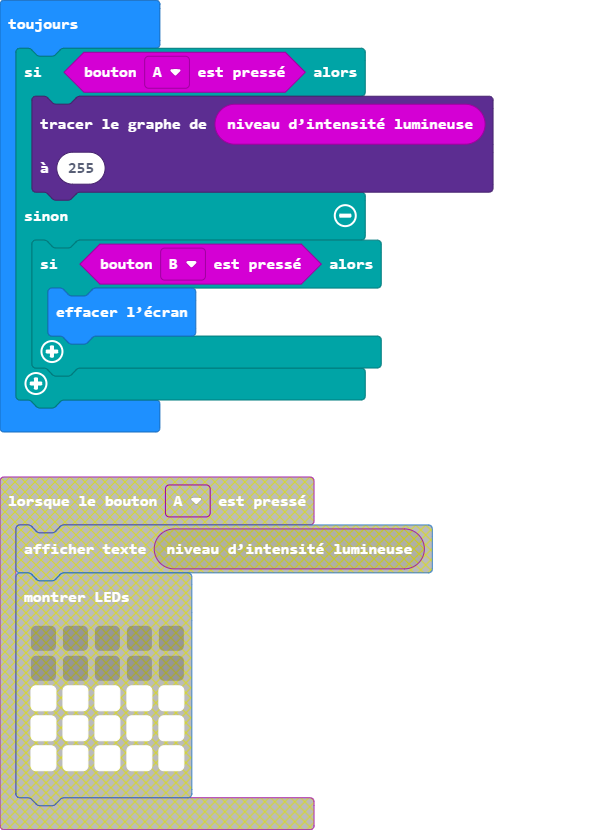 toujours
si bouton A est pressé alors
tracer le graphe de niveau d’intensité lumineuse
à 255
sinon
si bouton B est pressé alors
effacer l’écran
lorsque le bouton A est pressé
afficher texte niveau d’intensité lumineuse
montrer LEDs